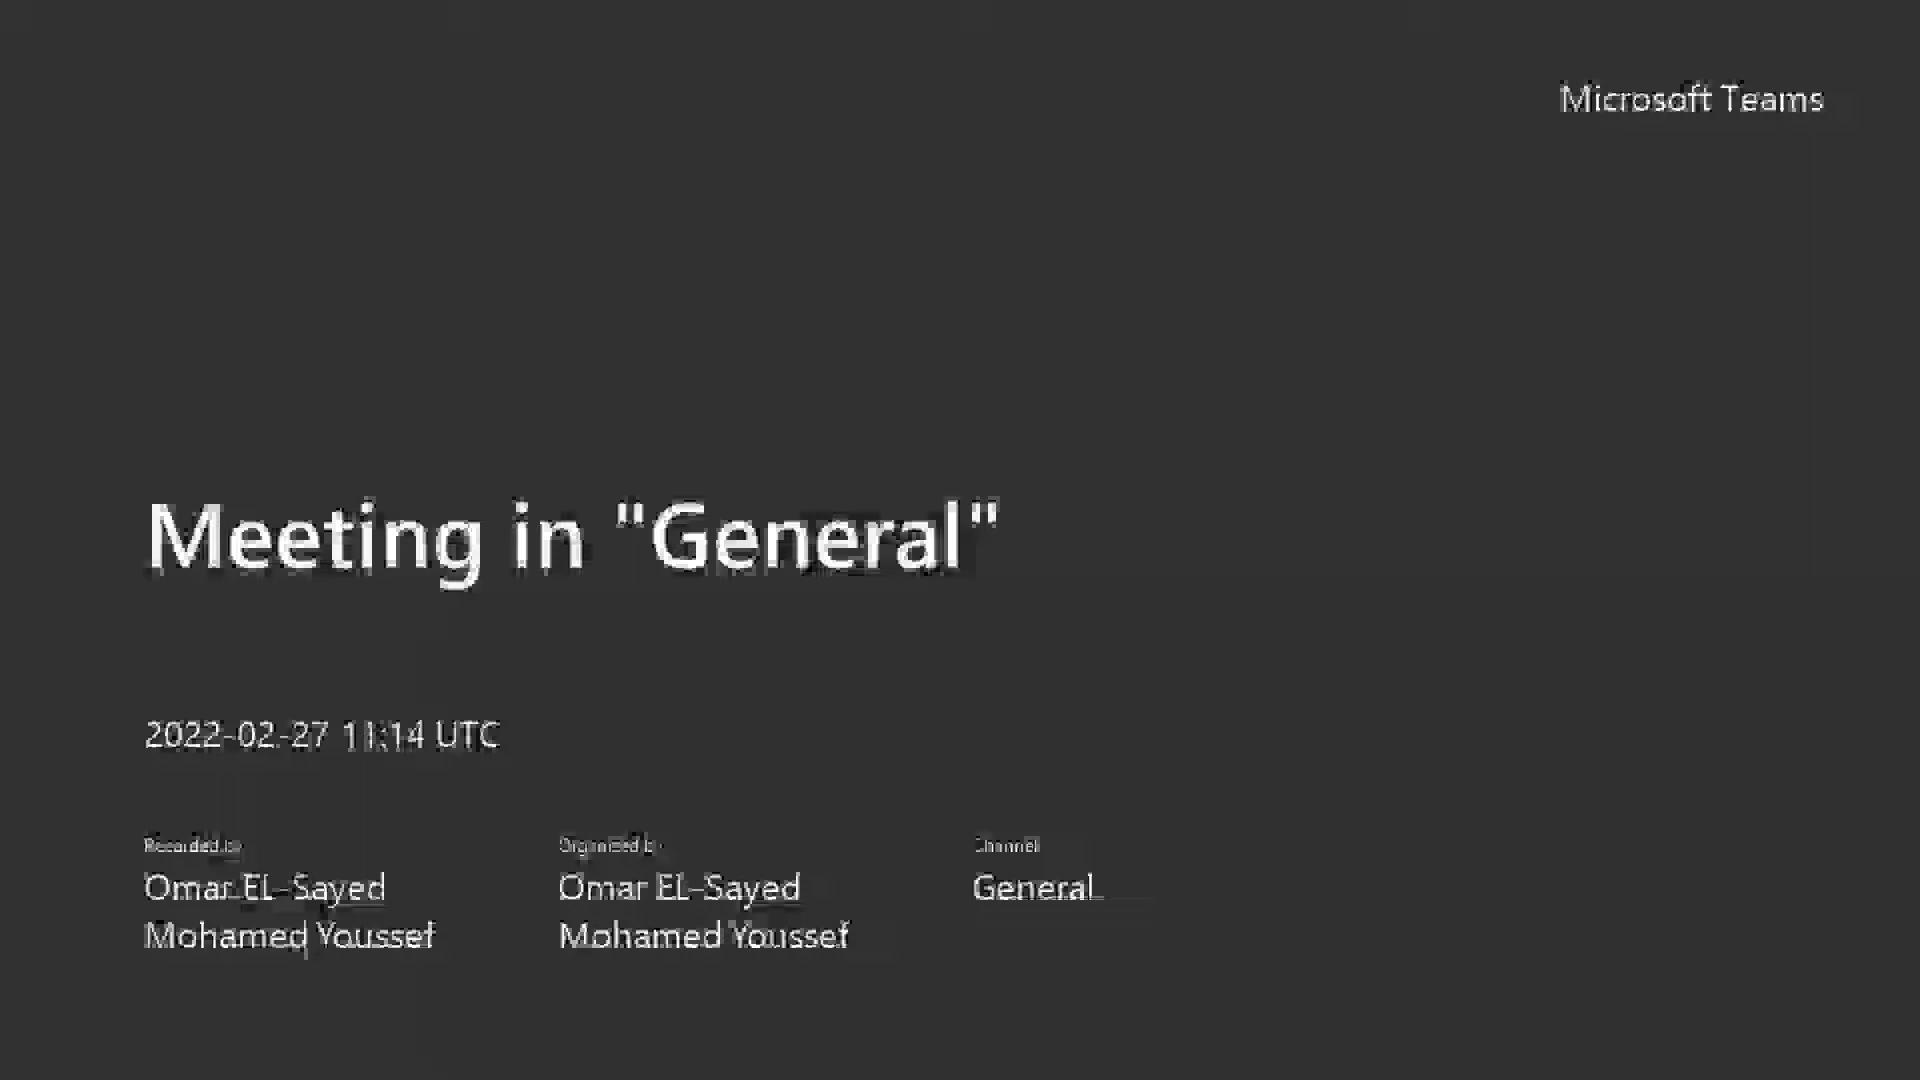 Microsoft Teams
Meeting in "General"
2022-02-27 11:14 UTC
Recorded by
Organized by
Channel
Omar EL-Sayed
Mohamed Youssef
Omar EL-Sayed
Mohamed Youssef
General